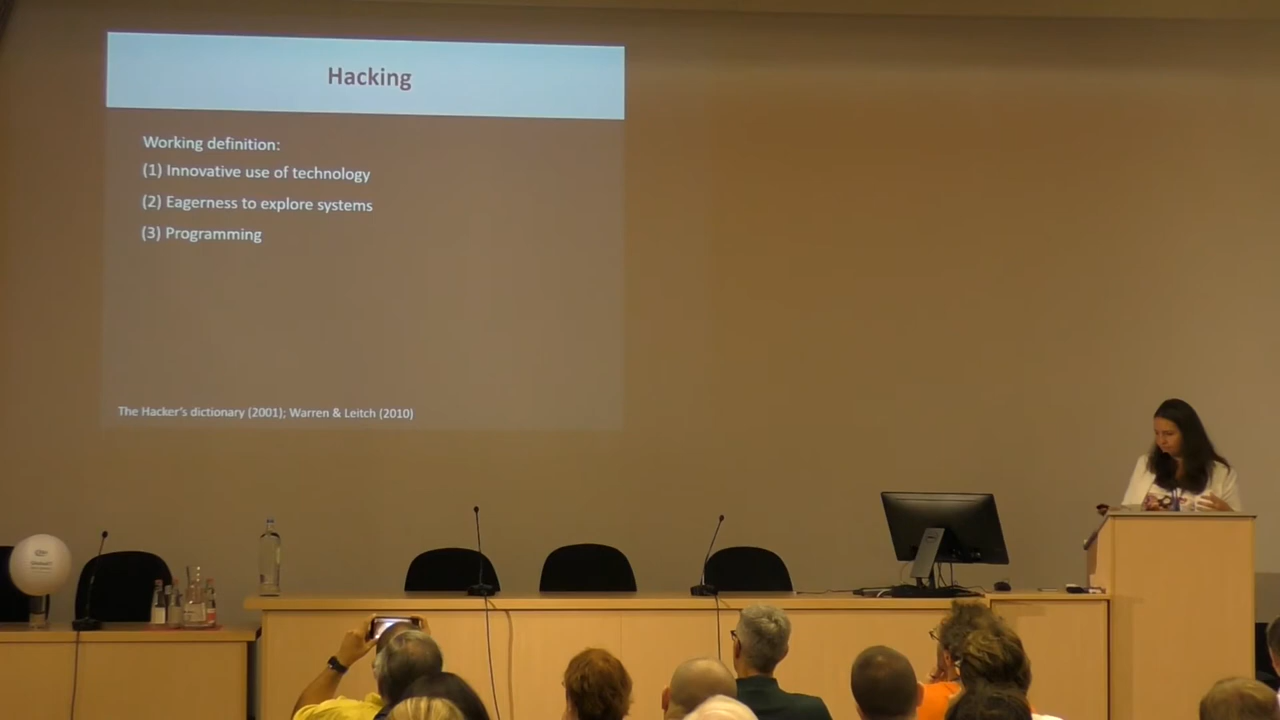 Hacking
Working definition:
(1) Innovative use of technology
(2) Eagerness to explore systems
(3) Programming
The Hacker's dictionary (2001); Warren & Leitch (2010)